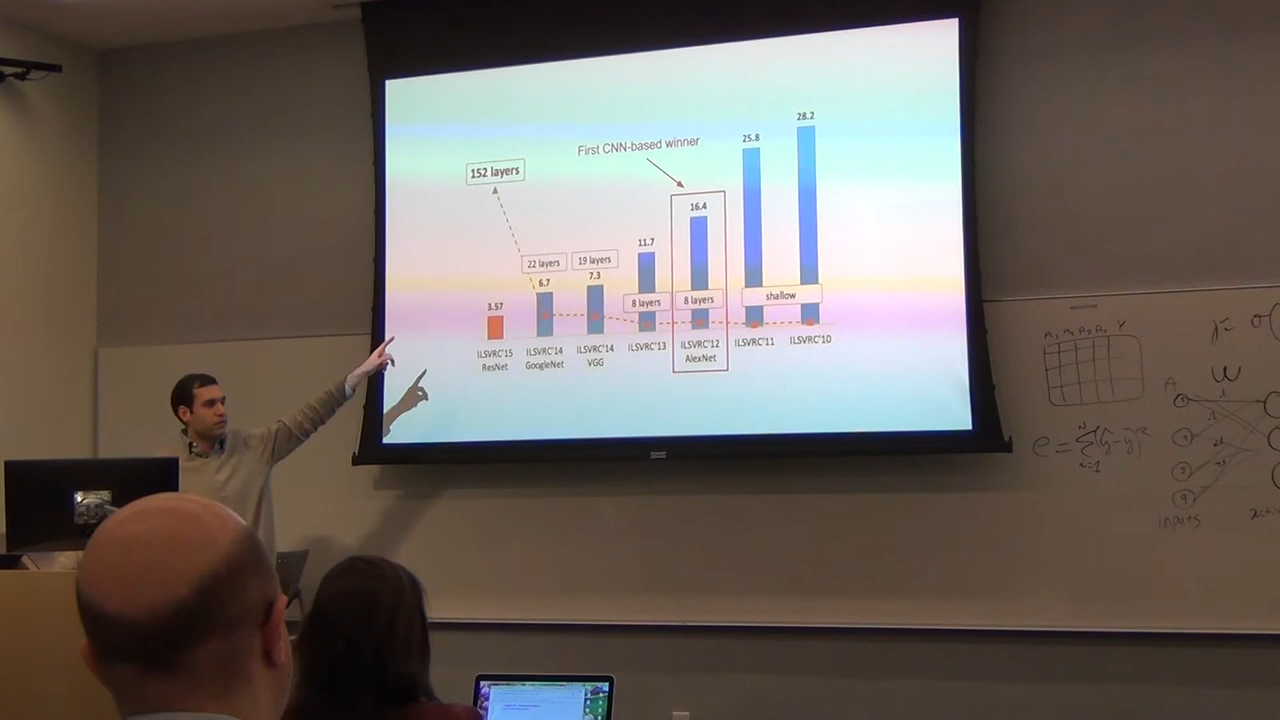 28.2
25.8
First CNN-based winner
152 layers
16.4
11.7
22 layers
19 layers
6.7
7.3
3.57
8 layers
8 layers
shallow
ILSVRC'15
ResNet
ILSVRC'14
GoogleNet
ILSVRC'14
VGG
ILSVRC'13
ILSVRC'12
AlexNet
ILSVRC'11
ILSVRC'10
Y
W
A
inputs